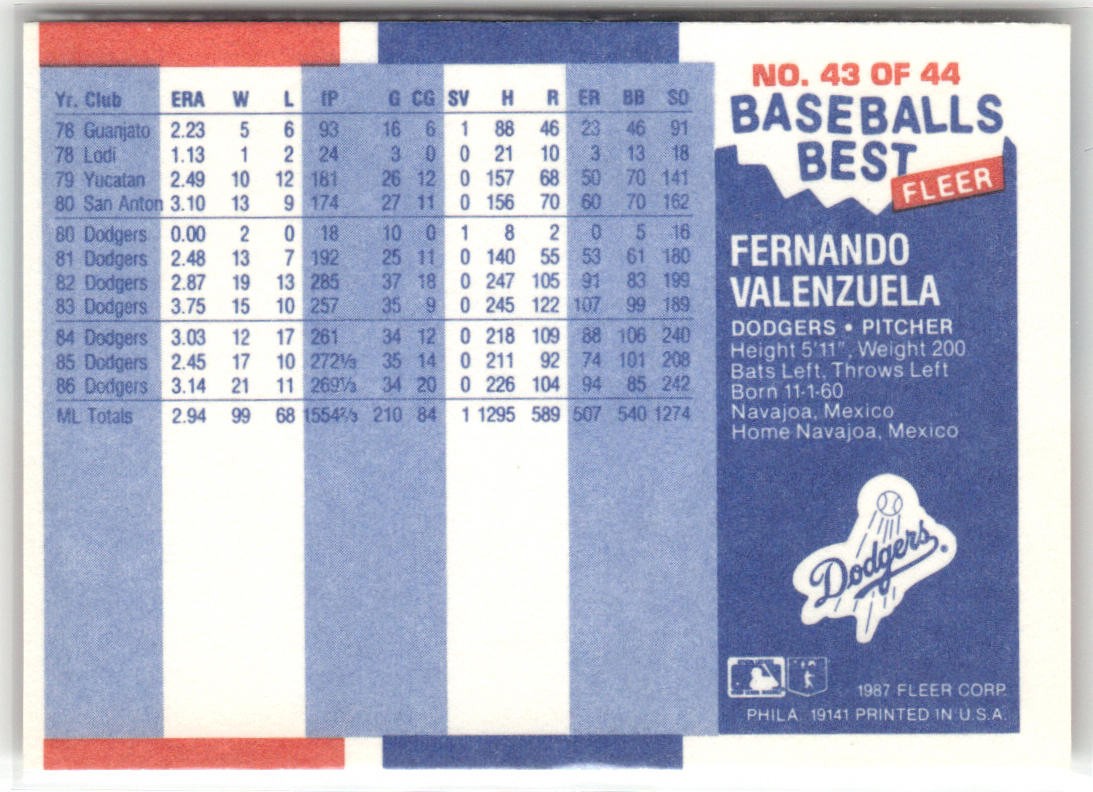 Yr. Club ERA W L IP G CG SV H R ER BB SO
78 Guanjato 2.23 5 6 93 16 6 1 88 46 23 46 91
78 Lodi 1.13 1 2 24 3 0 0 21 10 3 13 18
79 Yucatan 2.49 10 12 181 26 12 0 157 68 50 70 141
80 San Anton 3.10 13 9 174 27 11 0 156 70 60 70 162
80 Dodgers 0.00 2 0 18 10 0 1 8 2 0 5 16
81 Dodgers 2.48 13 7 192 25 11 0 140 55 53 61 180
82 Dodgers 2.87 19 13 285 37 18 0 247 105 91 83 199
83 Dodgers 3.75 15 10 257 35 9 0 245 122 107 99 189
84 Dodgers 3.03 12 17 261 34 12 0 218 109 88 106 240
85 Dodgers 2.45 17 10 272⅓ 35 14 0 211 92 74 101 208
86 Dodgers 3.14 21 11 269⅓ 34 20 0 226 104 94 85 242
ML Totals 2.94 99 68 1554⅔ 210 84 1 1295 589 507 540 1274
NO. 43 OF 44
BASEBALLS
BEST
FLEER
FERNANDO
VALENZUELA
DODGERS • PITCHER
Height 5'11", Weight 200
Bats Left, Throws Left
Born 11-1-60
Navajoa, Mexico
Home Navajoa, Mexico
Dodgers
1987 FLEER CORP.
PHILA. 19141 PRINTED IN U.S.A.